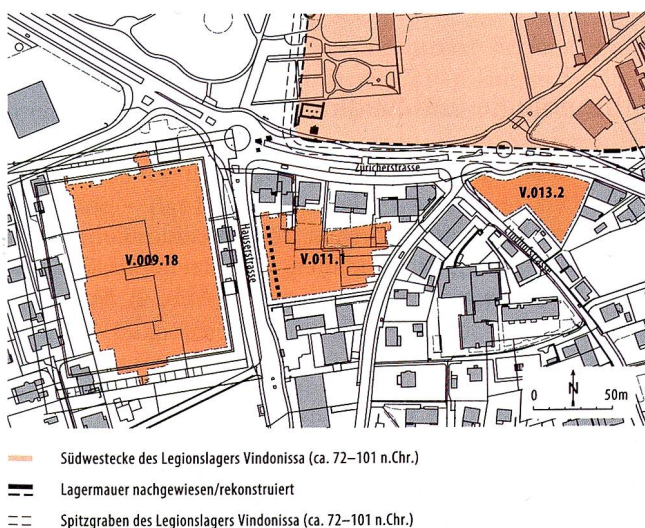 Zürcherstrasse
V.013.2
V.009.18
Hauserstrasse
V.011.1
N
0 50m
Südwestecke des Legionslagers Vindonissa (ca. 72–101 n.Chr.)
Lagermauer nachgewiesen/rekonstruiert
Spitzgraben des Legionslagers Vindonissa (ca. 72–101 n.Chr.)